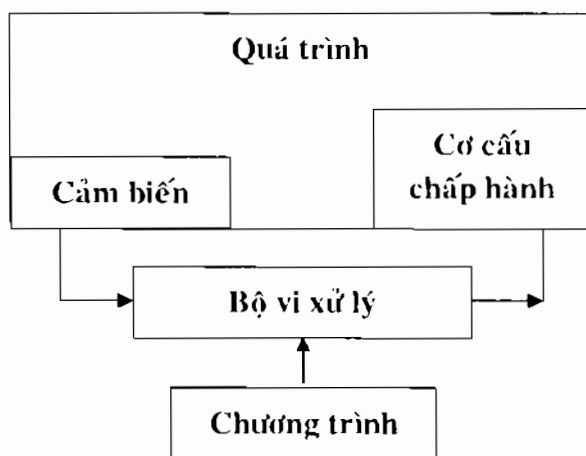 Quá trình
Cơ cấu
chấp hành
Cảm biến
Bộ vi xử lý
Chương trình